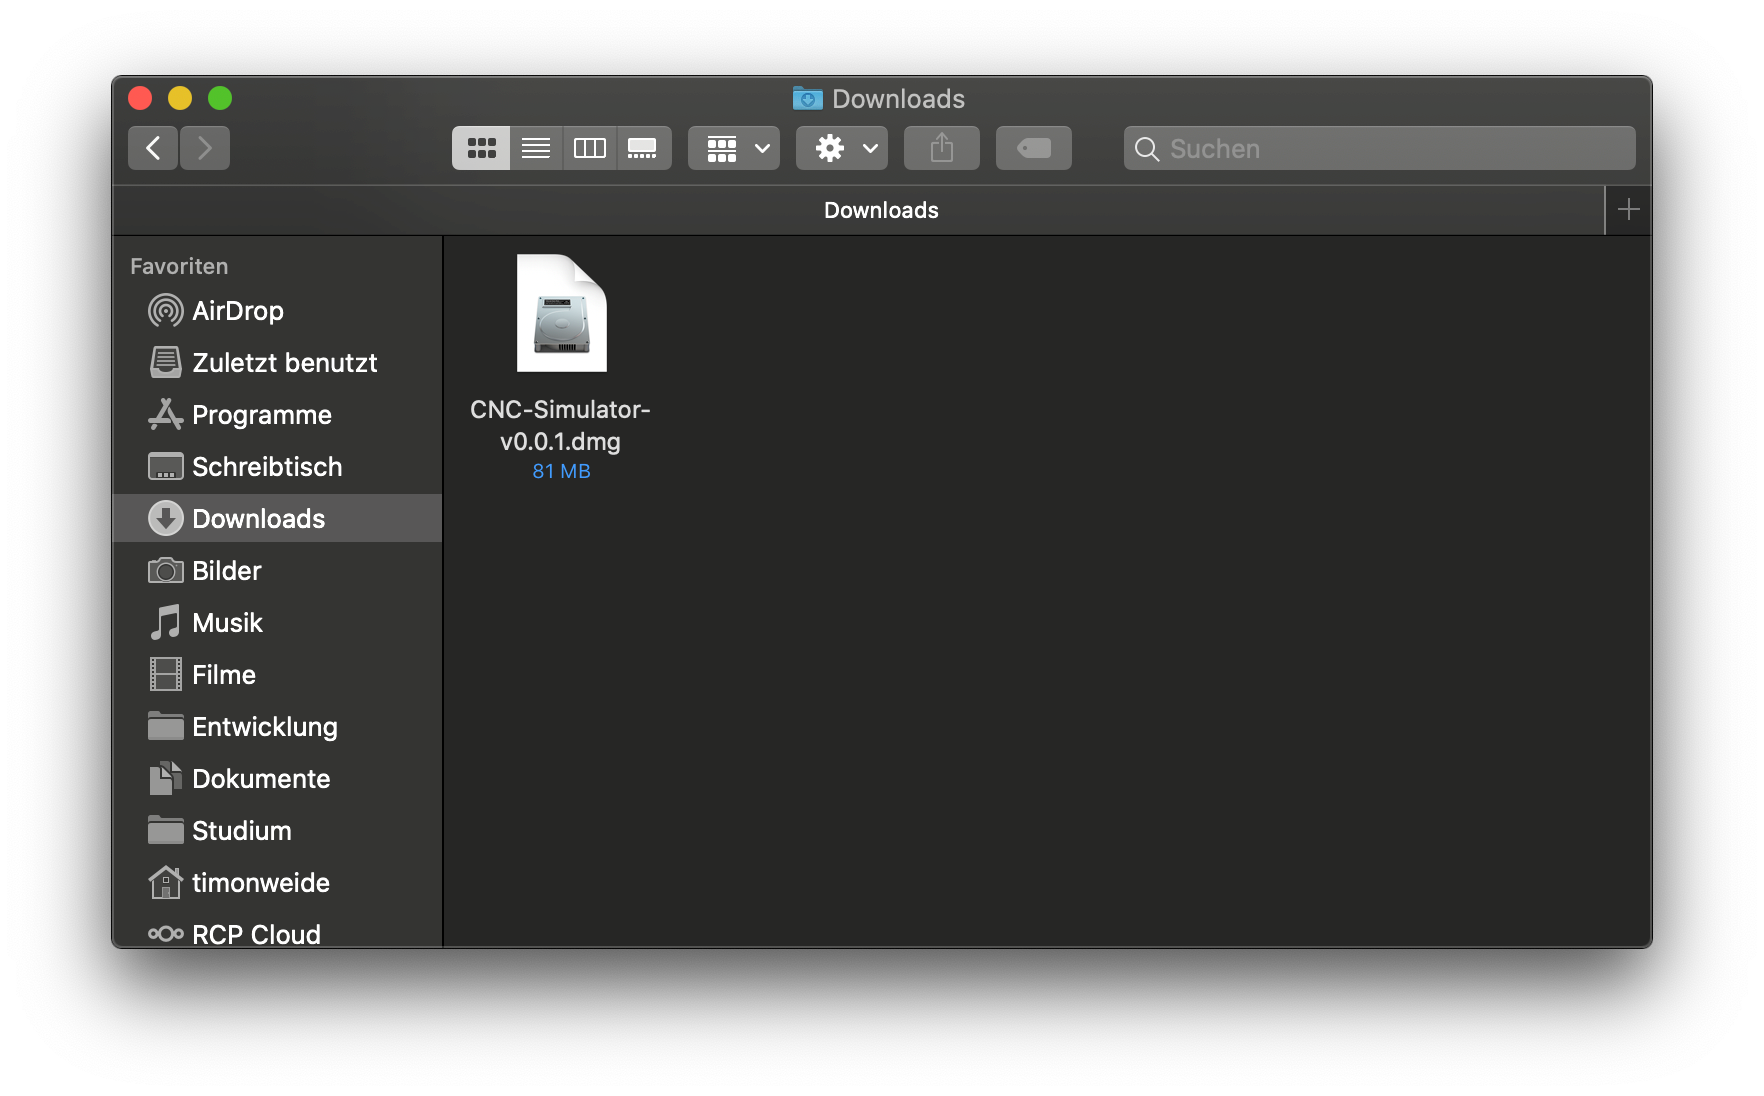 Downloads
Suchen
Downloads
Favoriten
AirDrop
Zuletzt benutzt
Programme
Schreibtisch
Downloads
Bilder
Musik
Filme
Entwicklung
Dokumente
Studium
timonweide
RCP Cloud
CNC-Simulator-
v0.0.1.dmg
81 MB